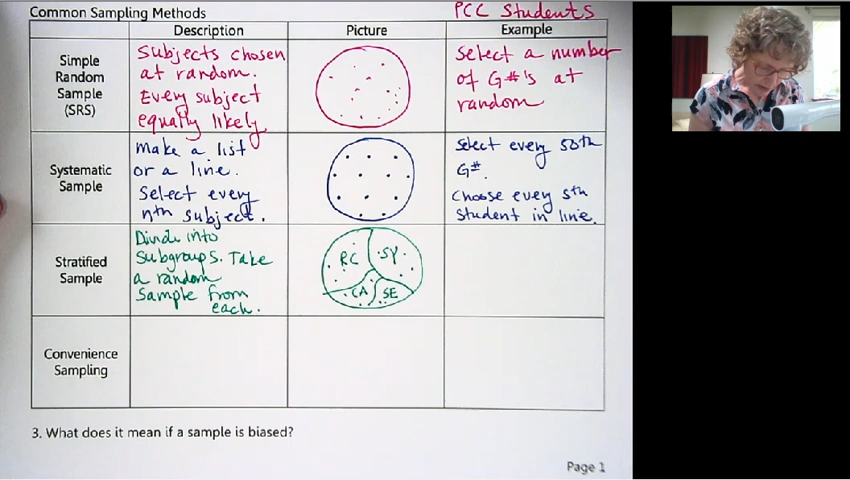 Common Sampling Methods
PCC Students
Description Picture Example
Simple
Random
Sample
(SRS)
Subjects chosen
at random.
Every subject
equally likely
Select a number
of G#'s at
random
Systematic
Sample
Make a list
or a line.
Select every
nth subject.
Select every 50th
G#.
Choose every 5th
student in line.
Stratified
Sample
Divide into
Subgroups. Take
a random
Sample from
each.
RC SY
CA SE
Convenience
Sampling
3. What does it mean if a sample is biased?
Page 1